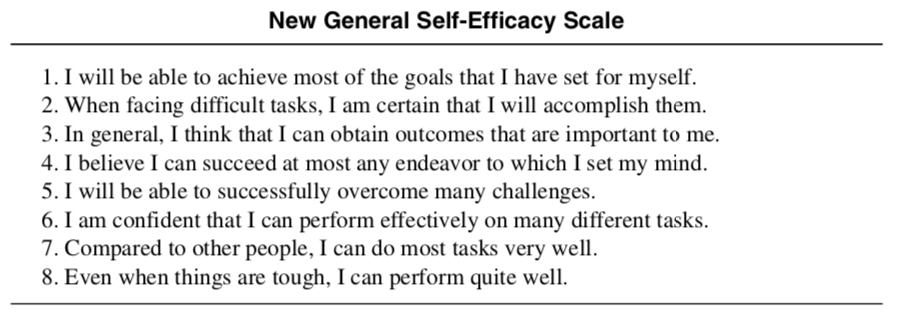 New General Self-Efficacy Scale
1. I will be able to achieve most of the goals that I have set for myself.
2. When facing difficult tasks, I am certain that I will accomplish them.
3. In general, I think that I can obtain outcomes that are important to me.
4. I believe I can succeed at most any endeavor to which I set my mind.
5. I will be able to successfully overcome many challenges.
6. I am confident that I can perform effectively on many different tasks.
7. Compared to other people, I can do most tasks very well.
8. Even when things are tough, I can perform quite well.